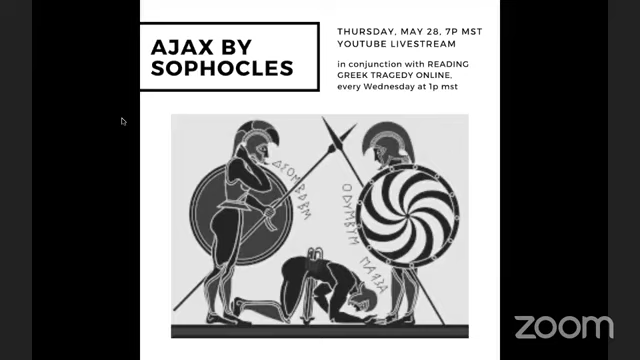 AJAX BY
SOPHOCLES
THURSDAY, MAY 28, 7P MST
YOUTUBE LIVESTREAM
in conjunction with READING
GREEK TRAGEDY ONLINE,
every Wednesday at 1p mst
zoom